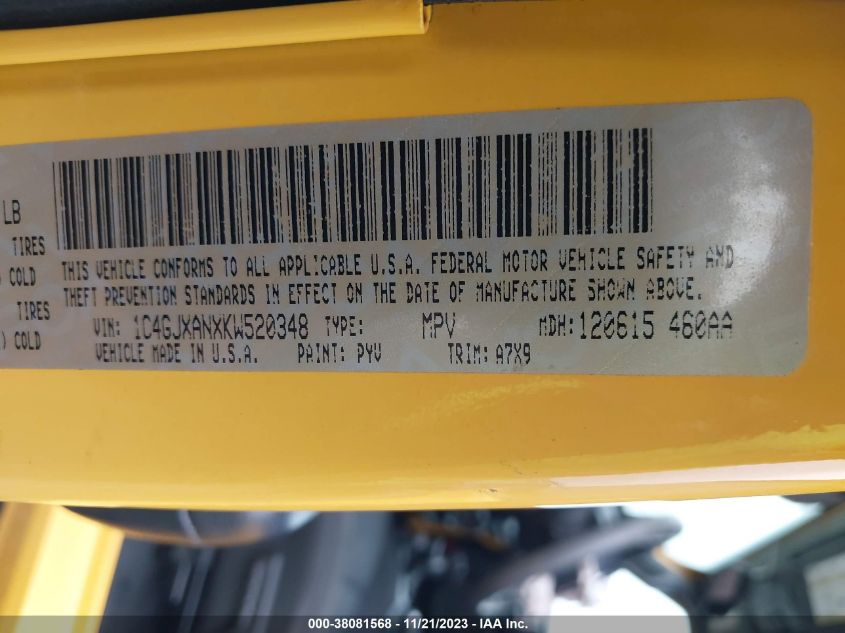 LB
TIRES
COLD
TIRES
) COLD
THIS VEHICLE CONFORMS TO ALL APPLICABLE U.S.A. FEDERAL MOTOR VEHICLE SAFETY AND
THEFT PREVENTION STANDARDS IN EFFECT ON THE DATE OF MANUFACTURE SHOWN ABOVE.
VIN: 1C4GJXANXKW520348 TYPE: MPV MDH: 120615 460AA
VEHICLE MADE IN U.S.A. PAINT: PYV TRIM: A7X9
000-38081568 - 11/21/2023 - IAA Inc.